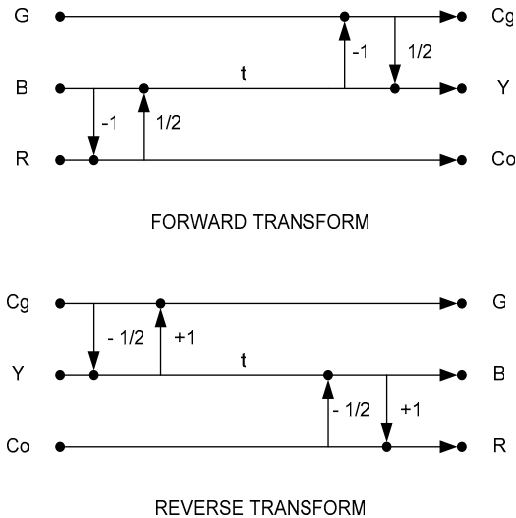 G Cg
-1 1/2
B t Y
-1 1/2
R Co
FORWARD TRANSFORM
Cg G
- 1/2 +1
Y t B
- 1/2 +1
Co R
REVERSE TRANSFORM